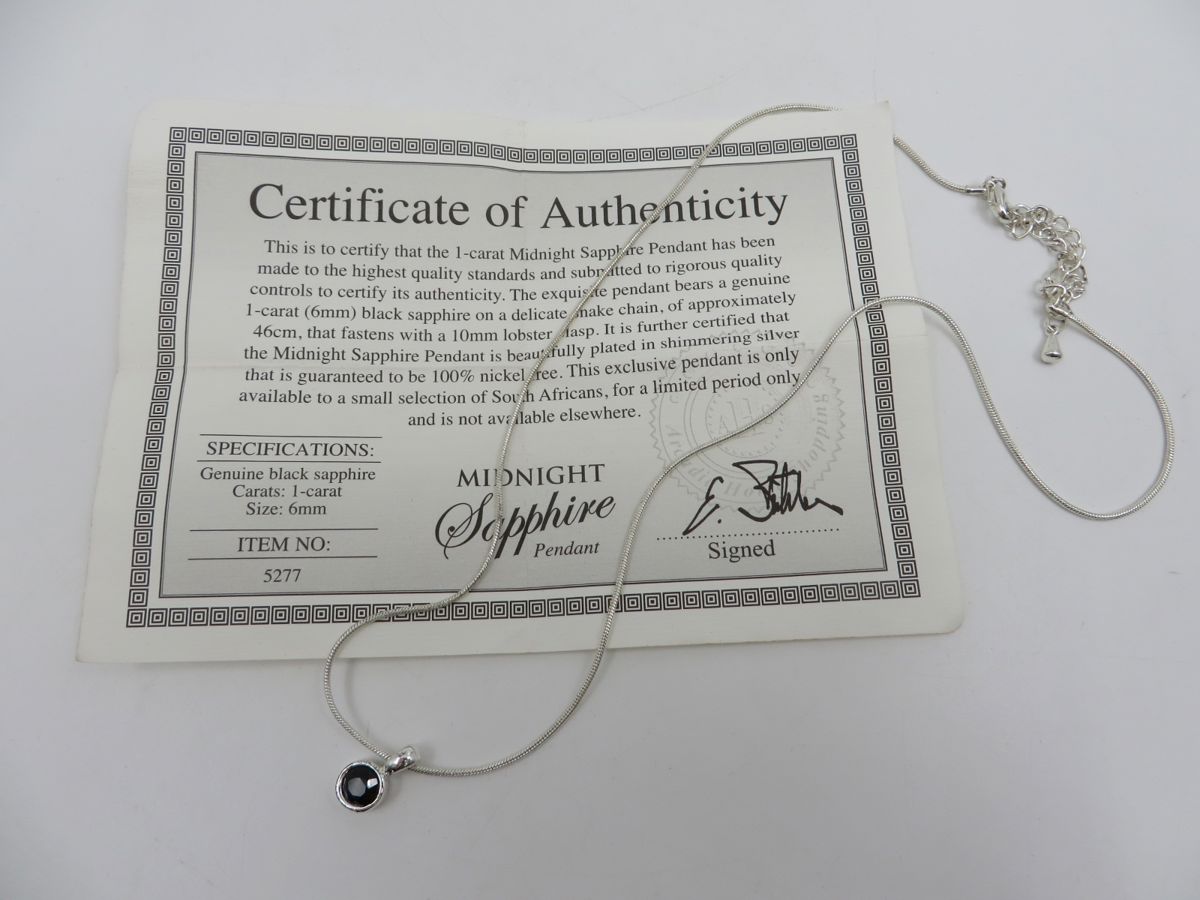 Certificate of Authenticity
This is to certify that the 1-carat Midnight Sapphire Pendant has been
made to the highest quality standards and submitted to rigorous quality
controls to certify its authenticity. The exquisite pendant bears a genuine
1-carat (6mm) black sapphire on a delicate snake chain, of approximately
46cm, that fastens with a 10mm lobster clasp. It is further certified that
the Midnight Sapphire Pendant is beautifully plated in shimmering silver
that is guaranteed to be 100% nickel free. This exclusive pendant is only
available to a small selection of South Africans, for a limited period only
and is not available elsewhere.
SPECIFICATIONS:
Genuine black sapphire
Carats: 1-carat
Size: 6mm
ITEM NO:
5277
MIDNIGHT
Sapphire
Pendant
Signed